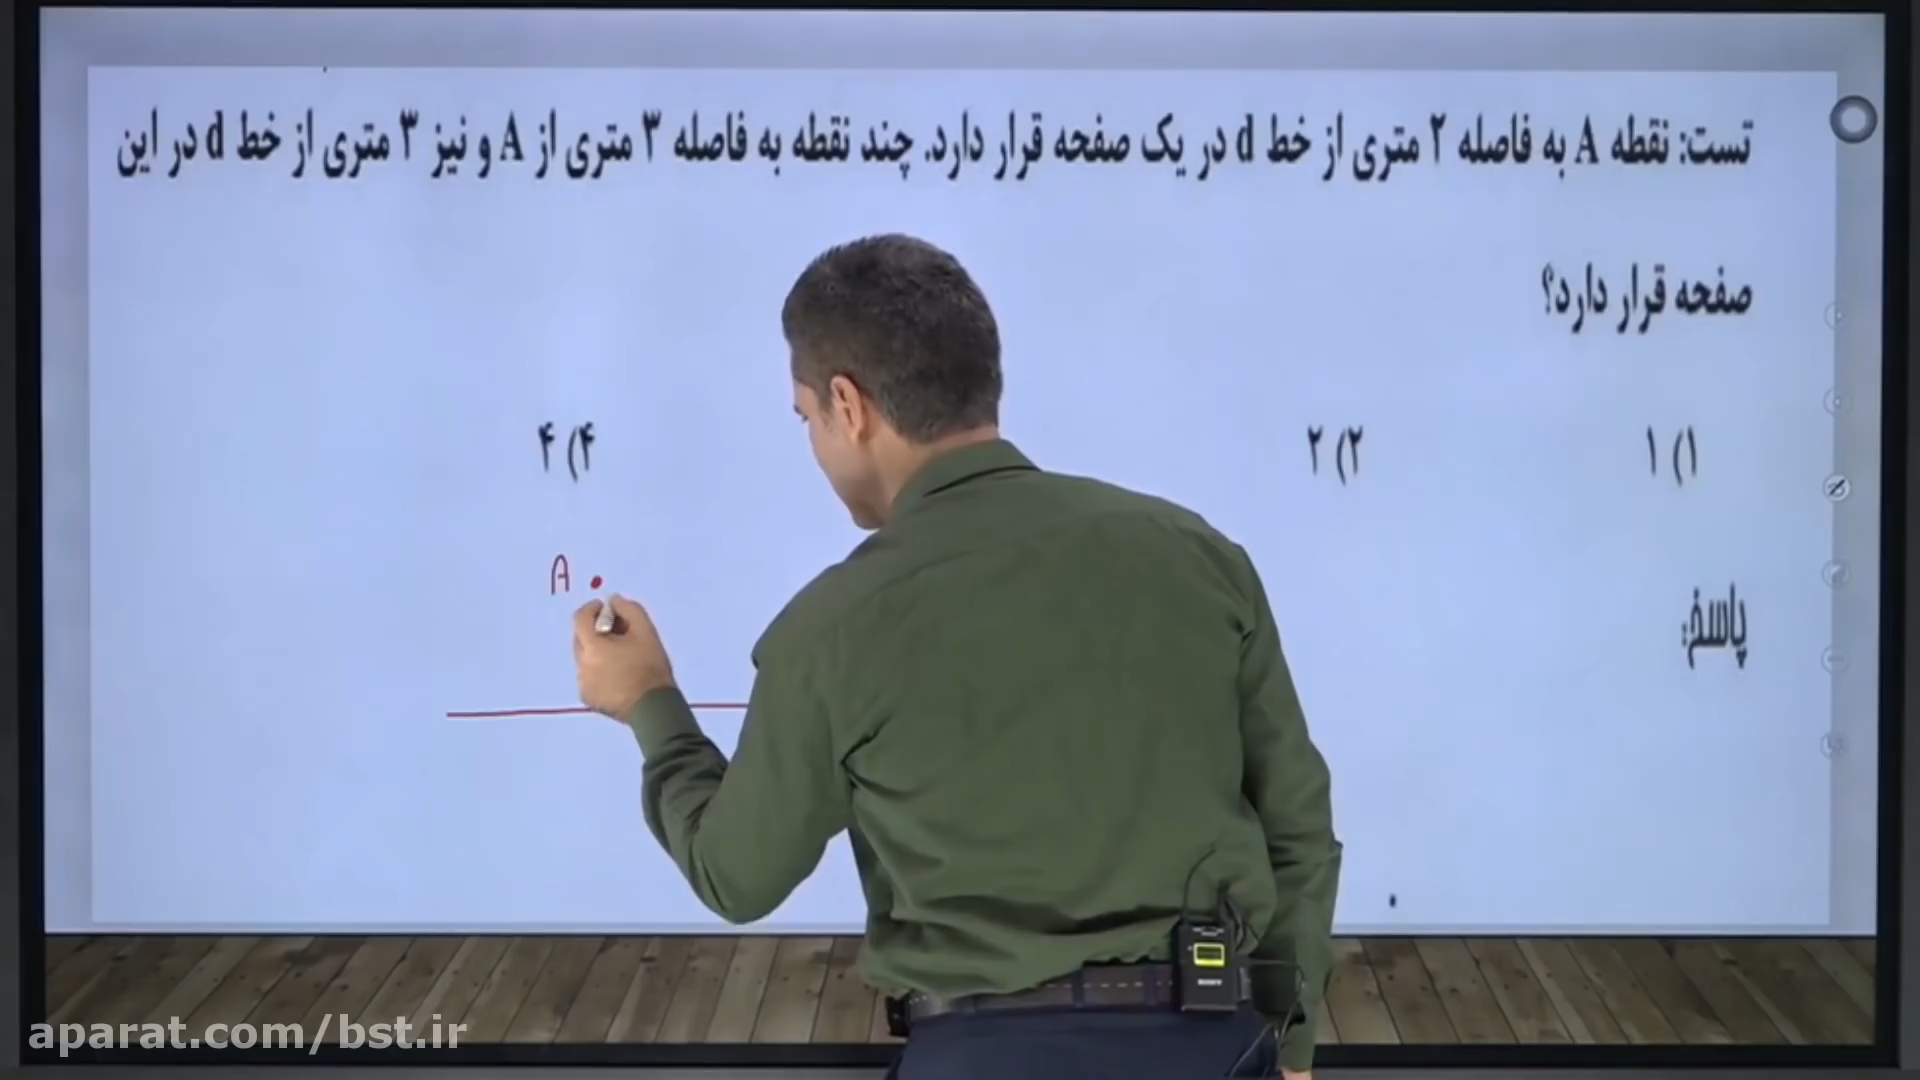 تست: نقطه A به فاصله ۲ متری از خط d در یک صفحه قرار دارد. چند نقطه به فاصله ۳ متری از A و نیز ۳ متری از خط d در این
صفحه قرار دارد؟
۱) ۱
۲) ۲
۴) ۴
A
پاسخ:
SONY
aparat.com/bst.ir